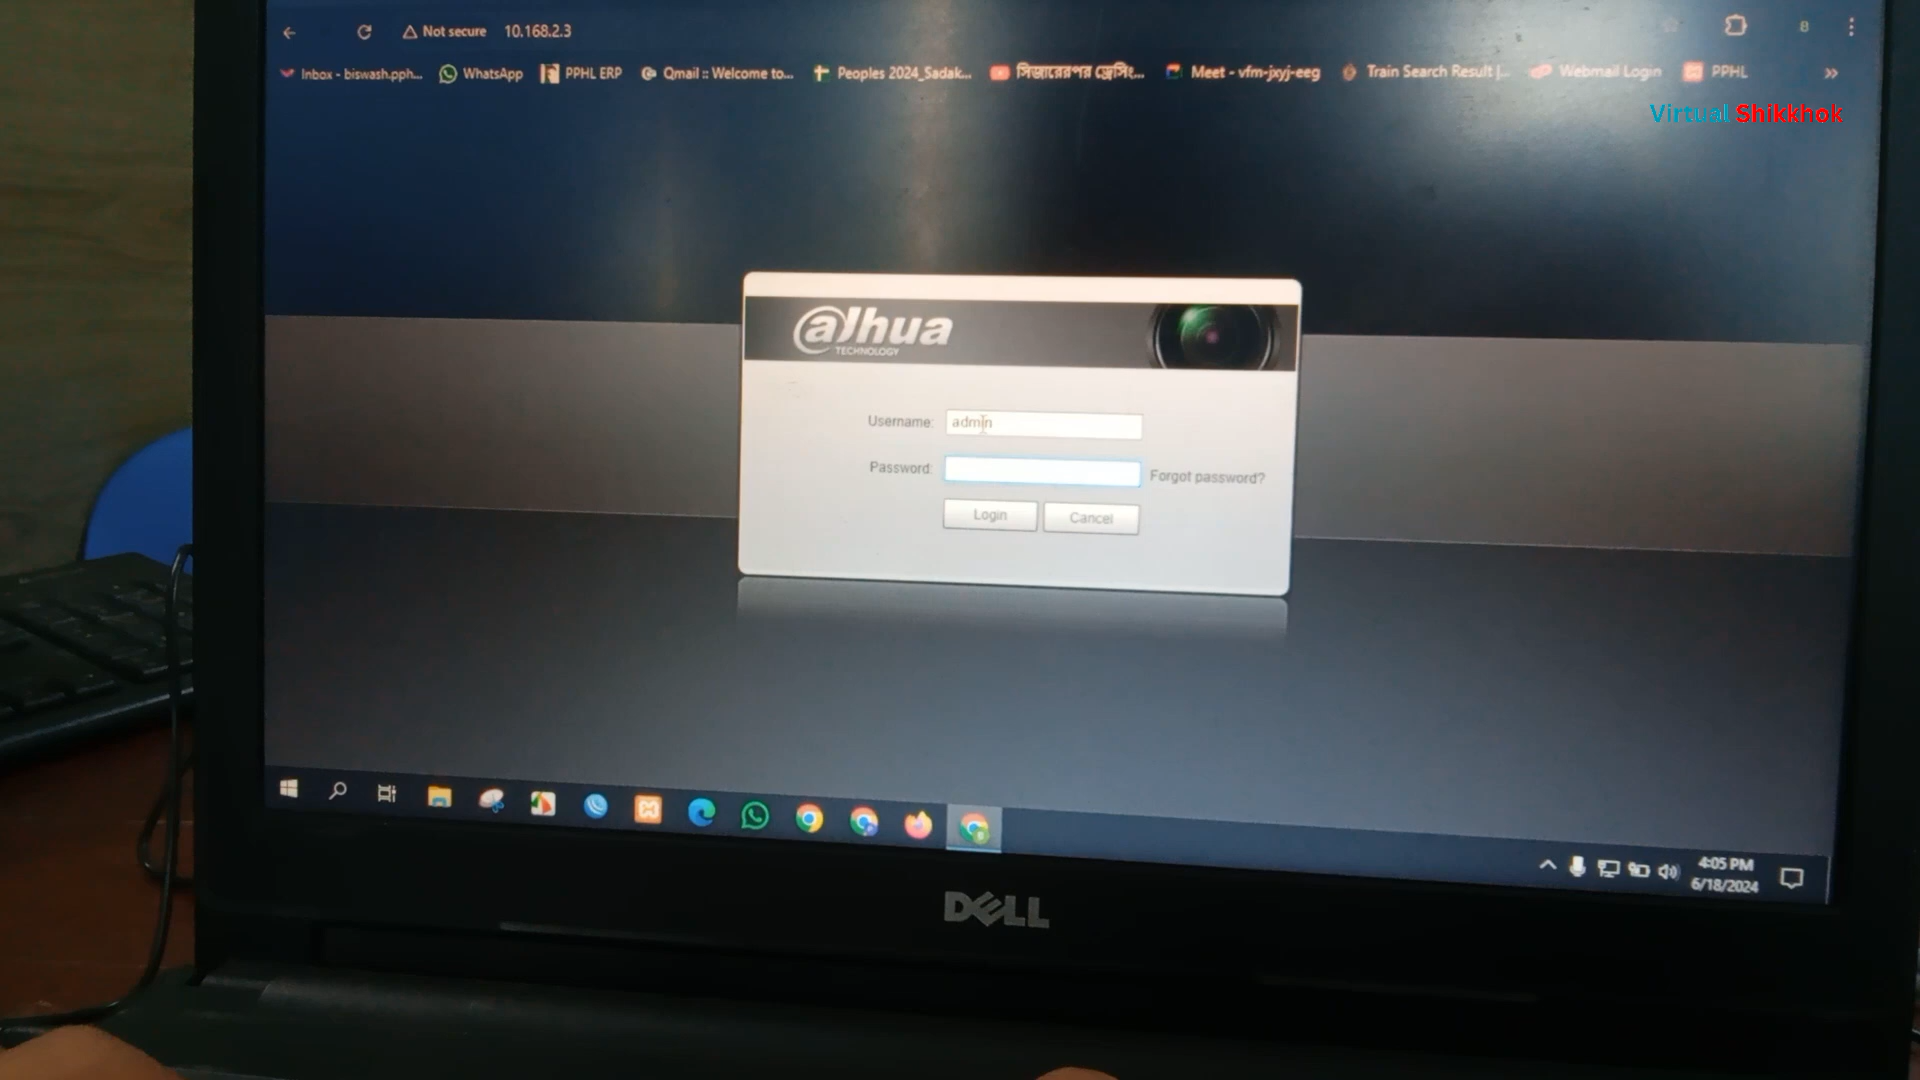 Not secure 10.168.2.3
Inbox - biswash.pph... WhatsApp PPHL ERP Qmail :: Welcome to... Peoples 2024_Sadak... Meet - vfm-jxyj-eeg Train Search Result |... Webmail Login PPHL »
Virtual Shikkhok
alhua
TECHNOLOGY
Username: admin
Password: Forgot password?
Login Cancel
4:05 PM
6/18/2024
DELL